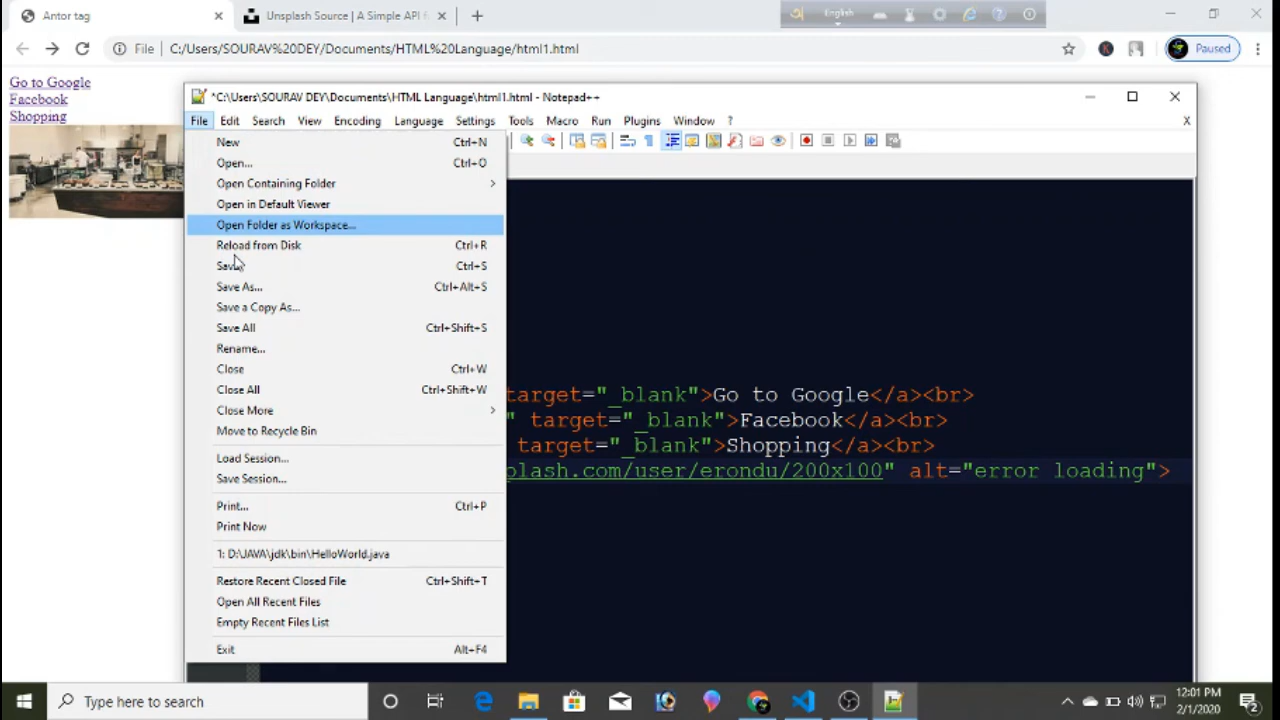 Antor tag
Unsplash Source | A Simple API f
English
File
C:/Users/SOURAV%20DEY/Documents/HTML%20Language/html1.html
Paused
Go to Google
Facebook
Shopping
*C:\Users\SOURAV DEY\Documents\HTML Language\html1.html - Notepad++
File Edit Search View Encoding Language Settings Tools Macro Run Plugins Window ? X
New Ctrl+N
Open... Ctrl+O
Open Containing Folder
Open in Default Viewer
Open Folder as Workspace...
Reload from Disk Ctrl+R
Save Ctrl+S
Save As... Ctrl+Alt+S
Save a Copy As...
Save All Ctrl+Shift+S
Rename...
Close Ctrl+W
Close All Ctrl+Shift+W
Close More
Move to Recycle Bin
Load Session...
Save Session...
Print... Ctrl+P
Print Now
1: D:\JAVA\jdk\bin\HelloWorld.java
Restore Recent Closed File Ctrl+Shift+T
Open All Recent Files
Empty Recent Files List
Exit Alt+F4
target="_blank">Go to Google</a><br>
" target="_blank">Facebook</a><br>
target="_blank">Shopping</a><br>
plash.com/user/erondu/200x100" alt="error loading">
Type here to search
12:01 PM
2/1/2020
2